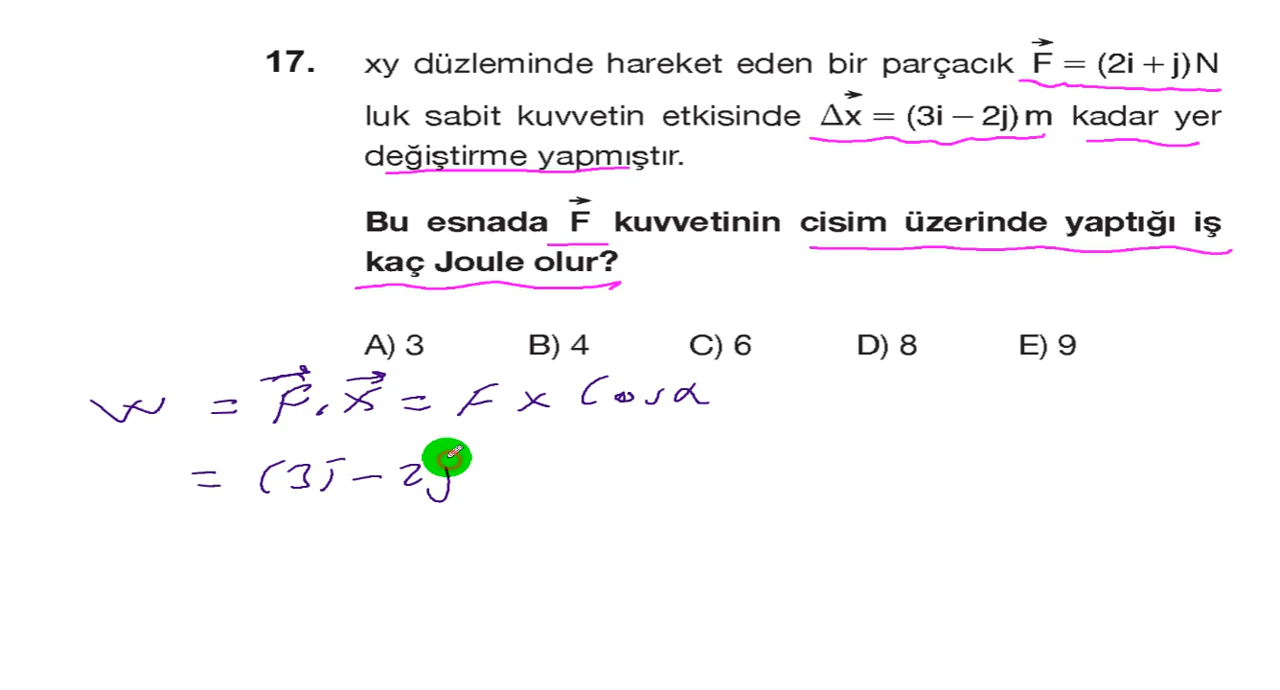 17. xy düzleminde hareket eden bir parçacık F = (2i + j) N
luk sabit kuvvetin etkisinde Δx = (3i – 2j) m kadar yer
değiştirme yapmıştır.
Bu esnada F kuvvetinin cisim üzerinde yaptığı iş
kaç Joule olur?
A) 3 B) 4 C) 6 D) 8 E) 9
W = F . x = F x Cosα
= (3i – 2j